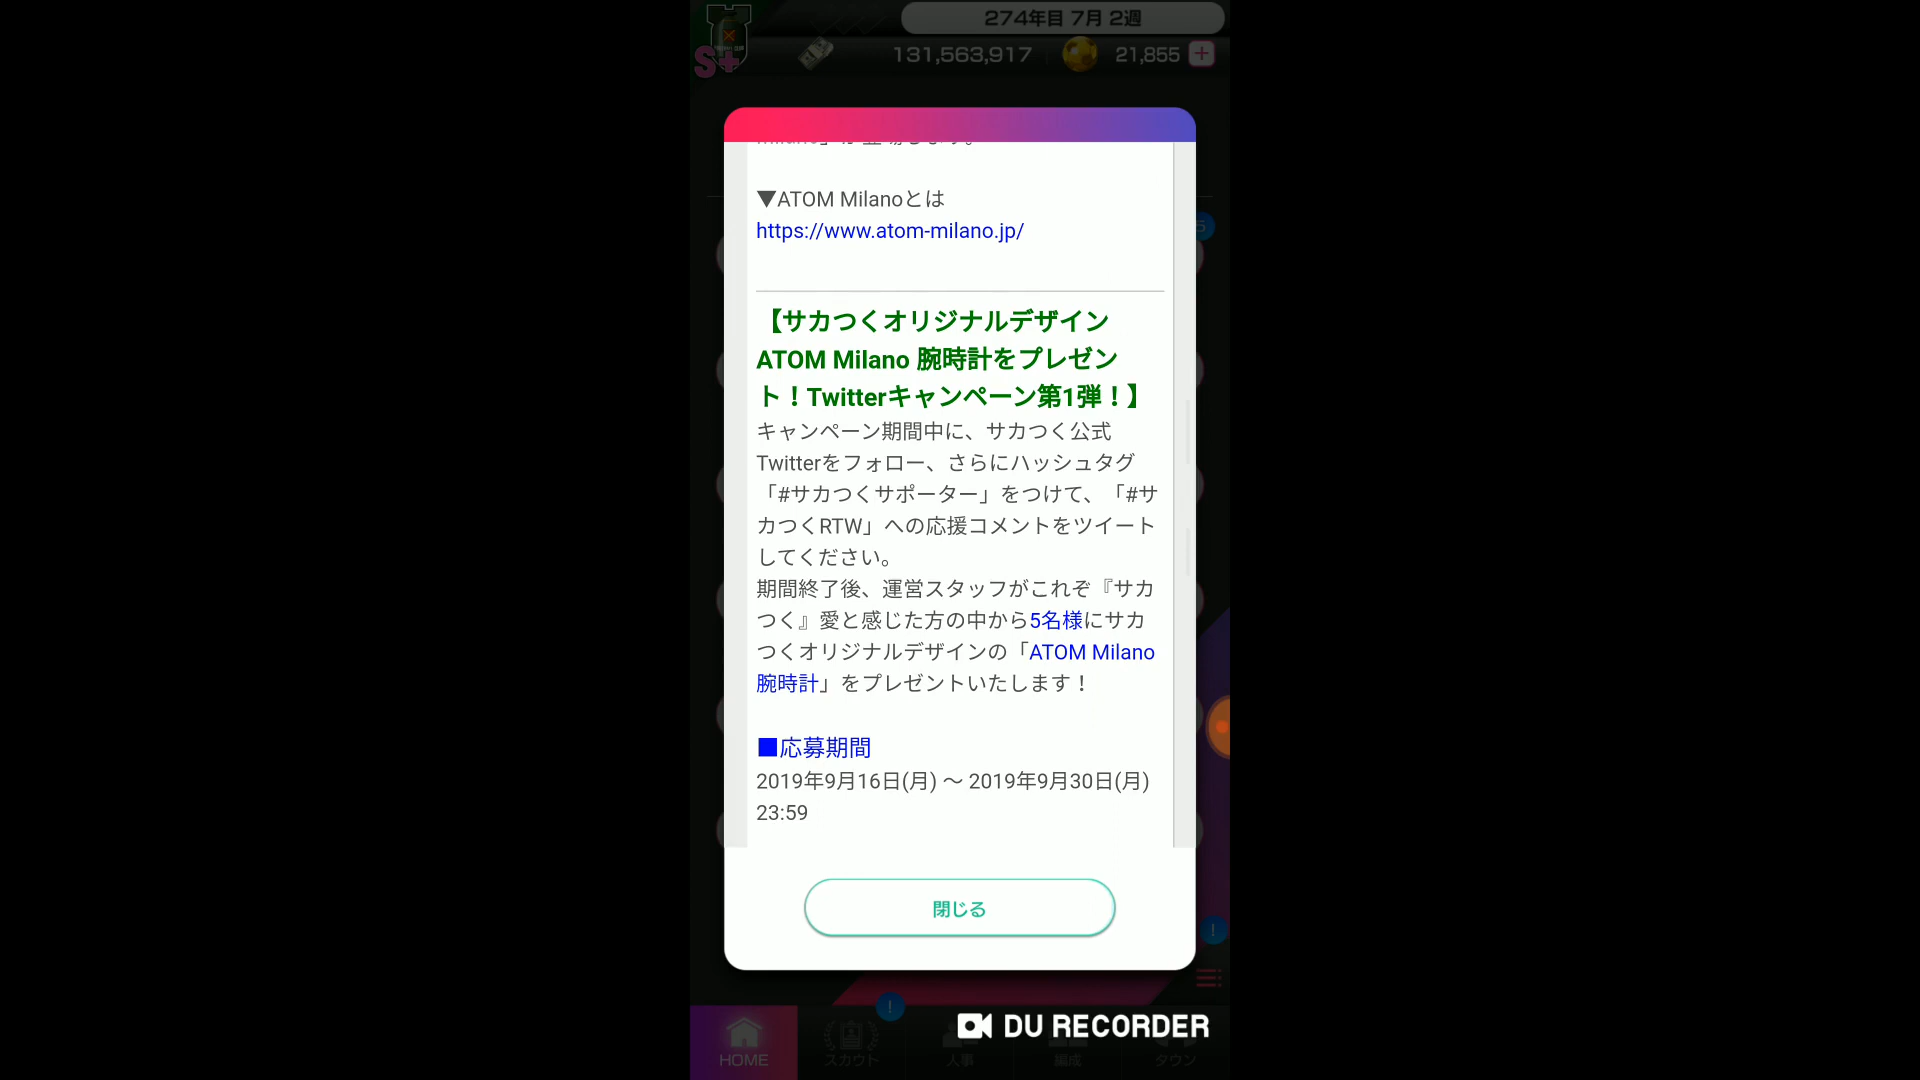 274年目 7月 2週
S+
131,563,917
21,855
▼ATOM Milanoとは
https://www.atom-milano.jp/
【サカつくオリジナルデザイン
ATOM Milano 腕時計をプレゼン
ト！Twitterキャンペーン第1弾！】
キャンペーン期間中に、サカつく公式
Twitterをフォロー、さらにハッシュタグ
「#サカつくサポーター」をつけて、「#サ
カつくRTW」への応援コメントをツイート
してください。
期間終了後、運営スタッフがこれぞ『サカ
つく』愛と感じた方の中から5名様にサカ
つくオリジナルデザインの「ATOM Milano
腕時計」をプレゼントいたします！
■応募期間
2019年9月16日(月) 〜 2019年9月30日(月)
23:59
閉じる
DU RECORDER
HOME
スカウト
人事
編成
タウン